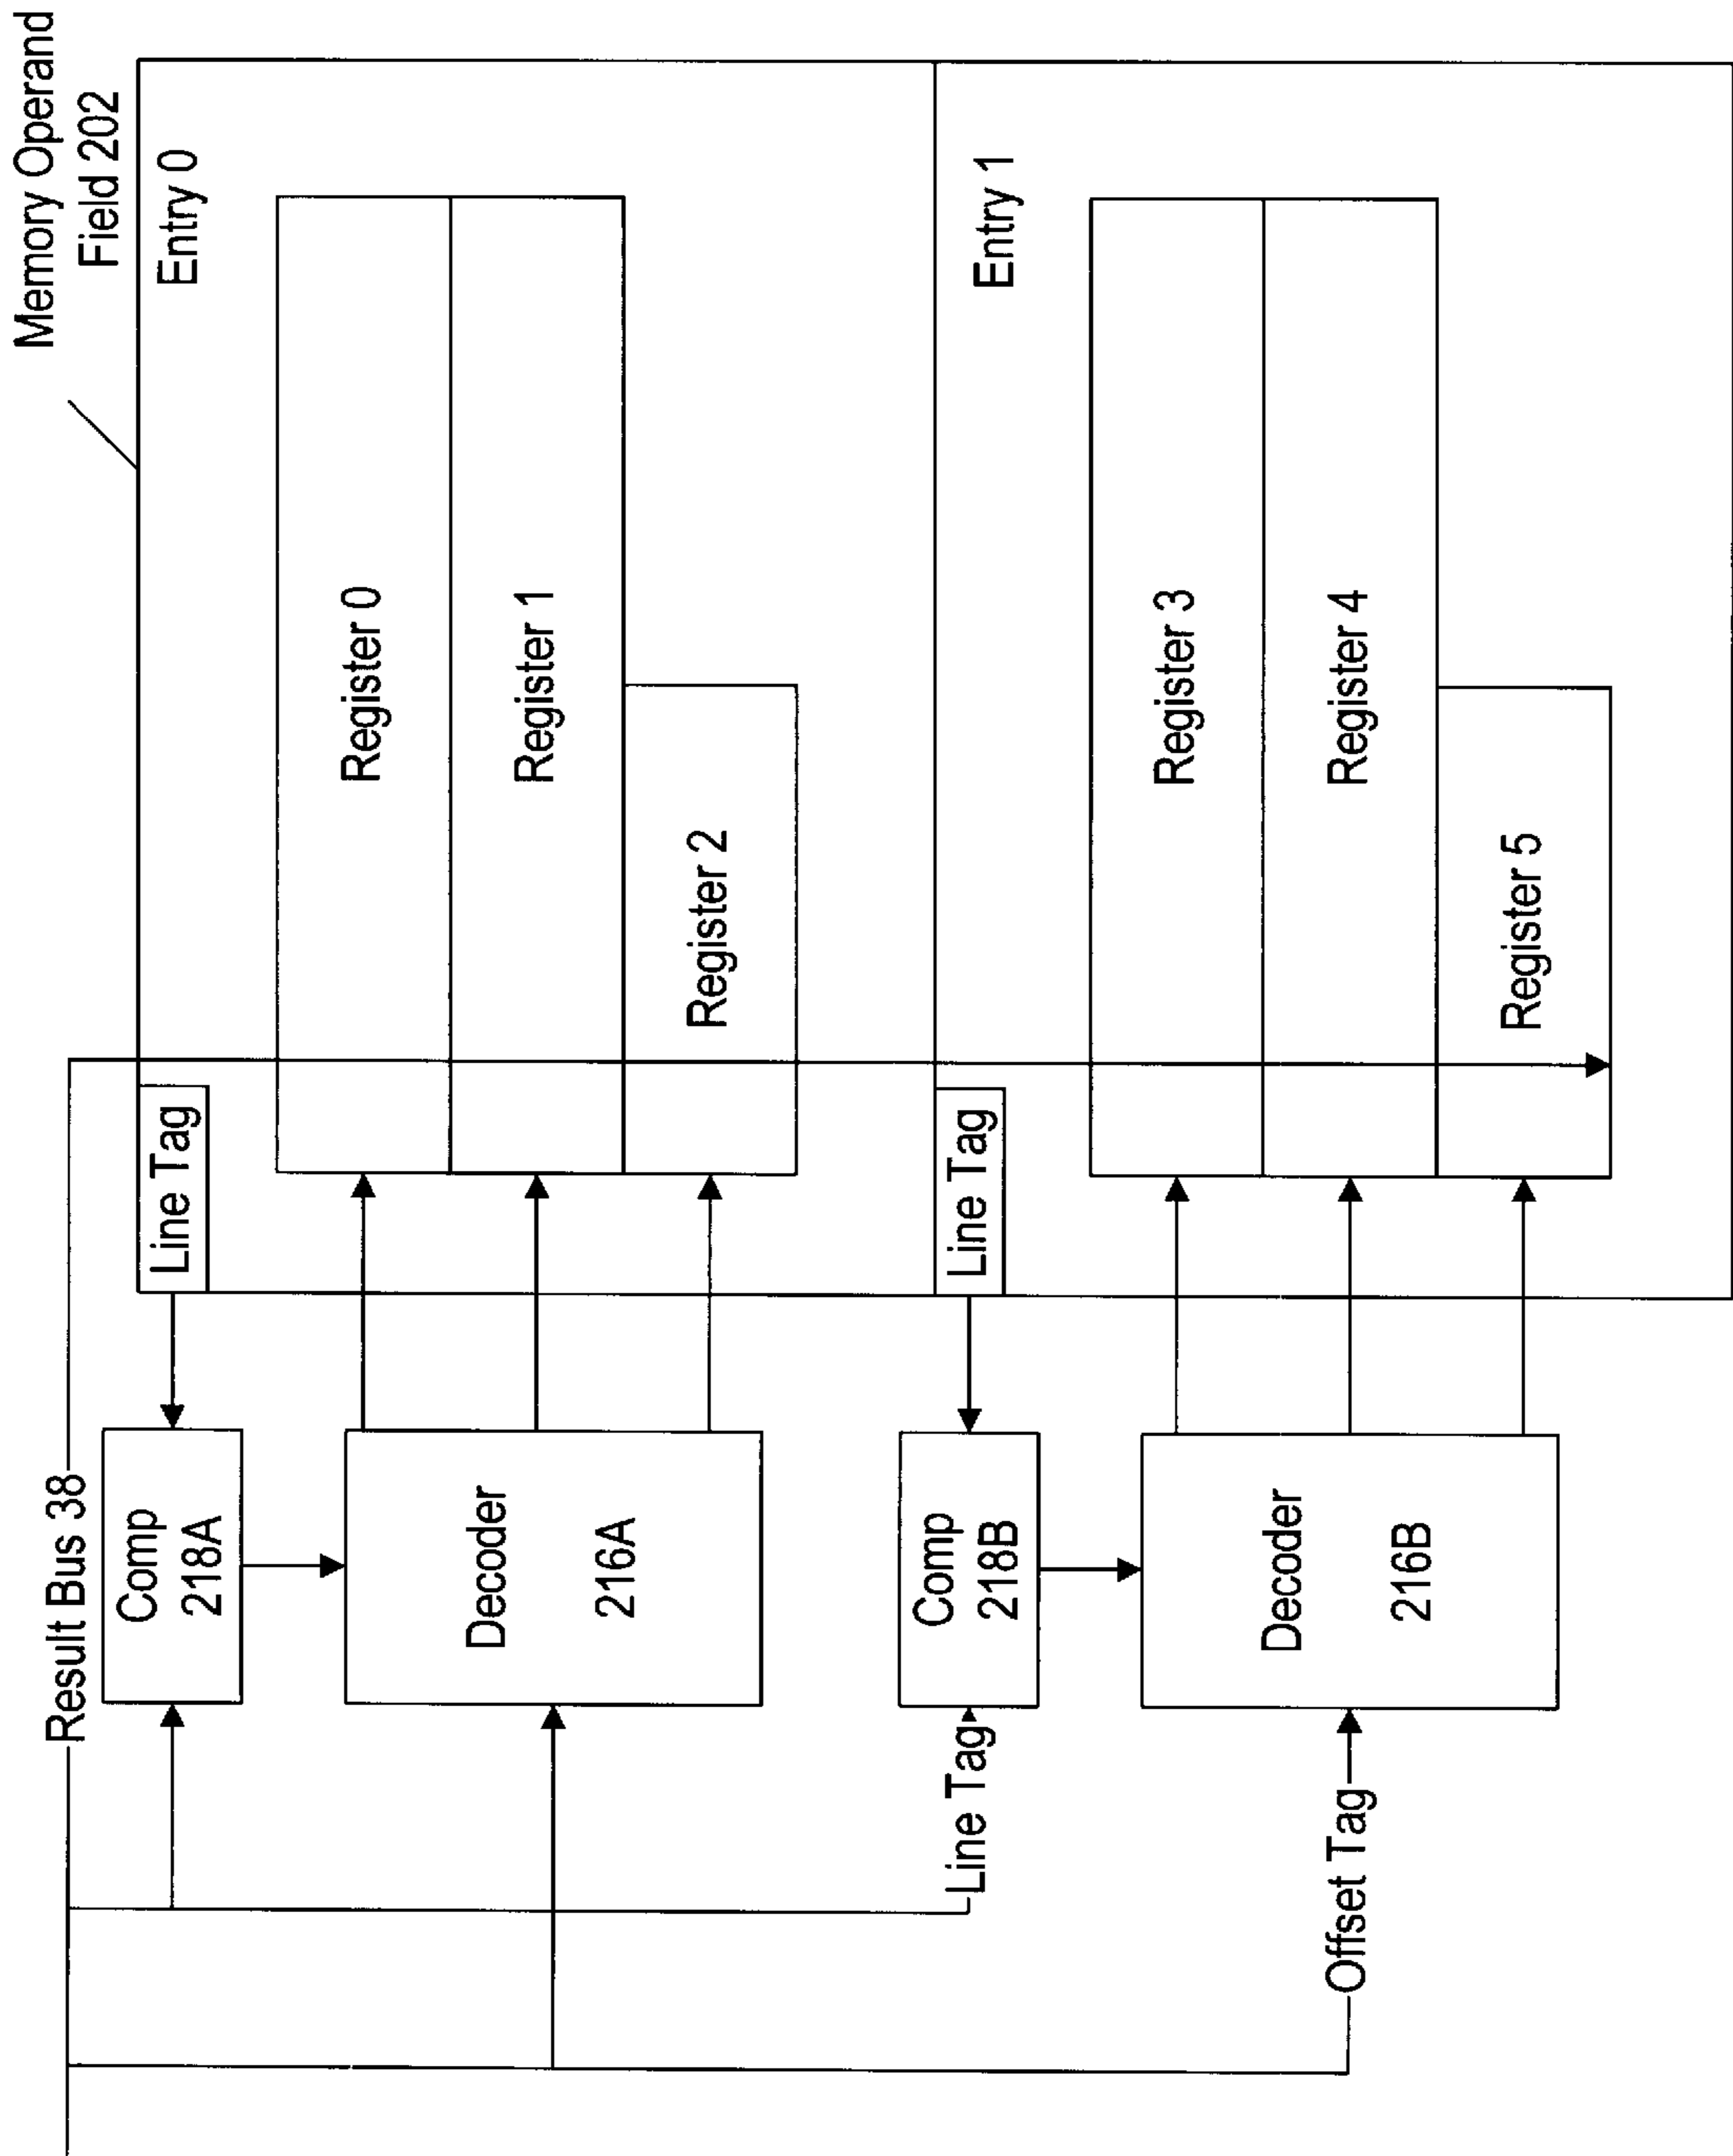 Memory Operand
Field 202
Result Bus 38
Line Tag
Entry 0
Comp
218A
Register 0
Decoder
216A
Register 1
Register 2
Line Tag
Entry 1
Comp
218B
Line Tag
Register 3
Decoder
216B
Register 4
Offset Tag
Register 5